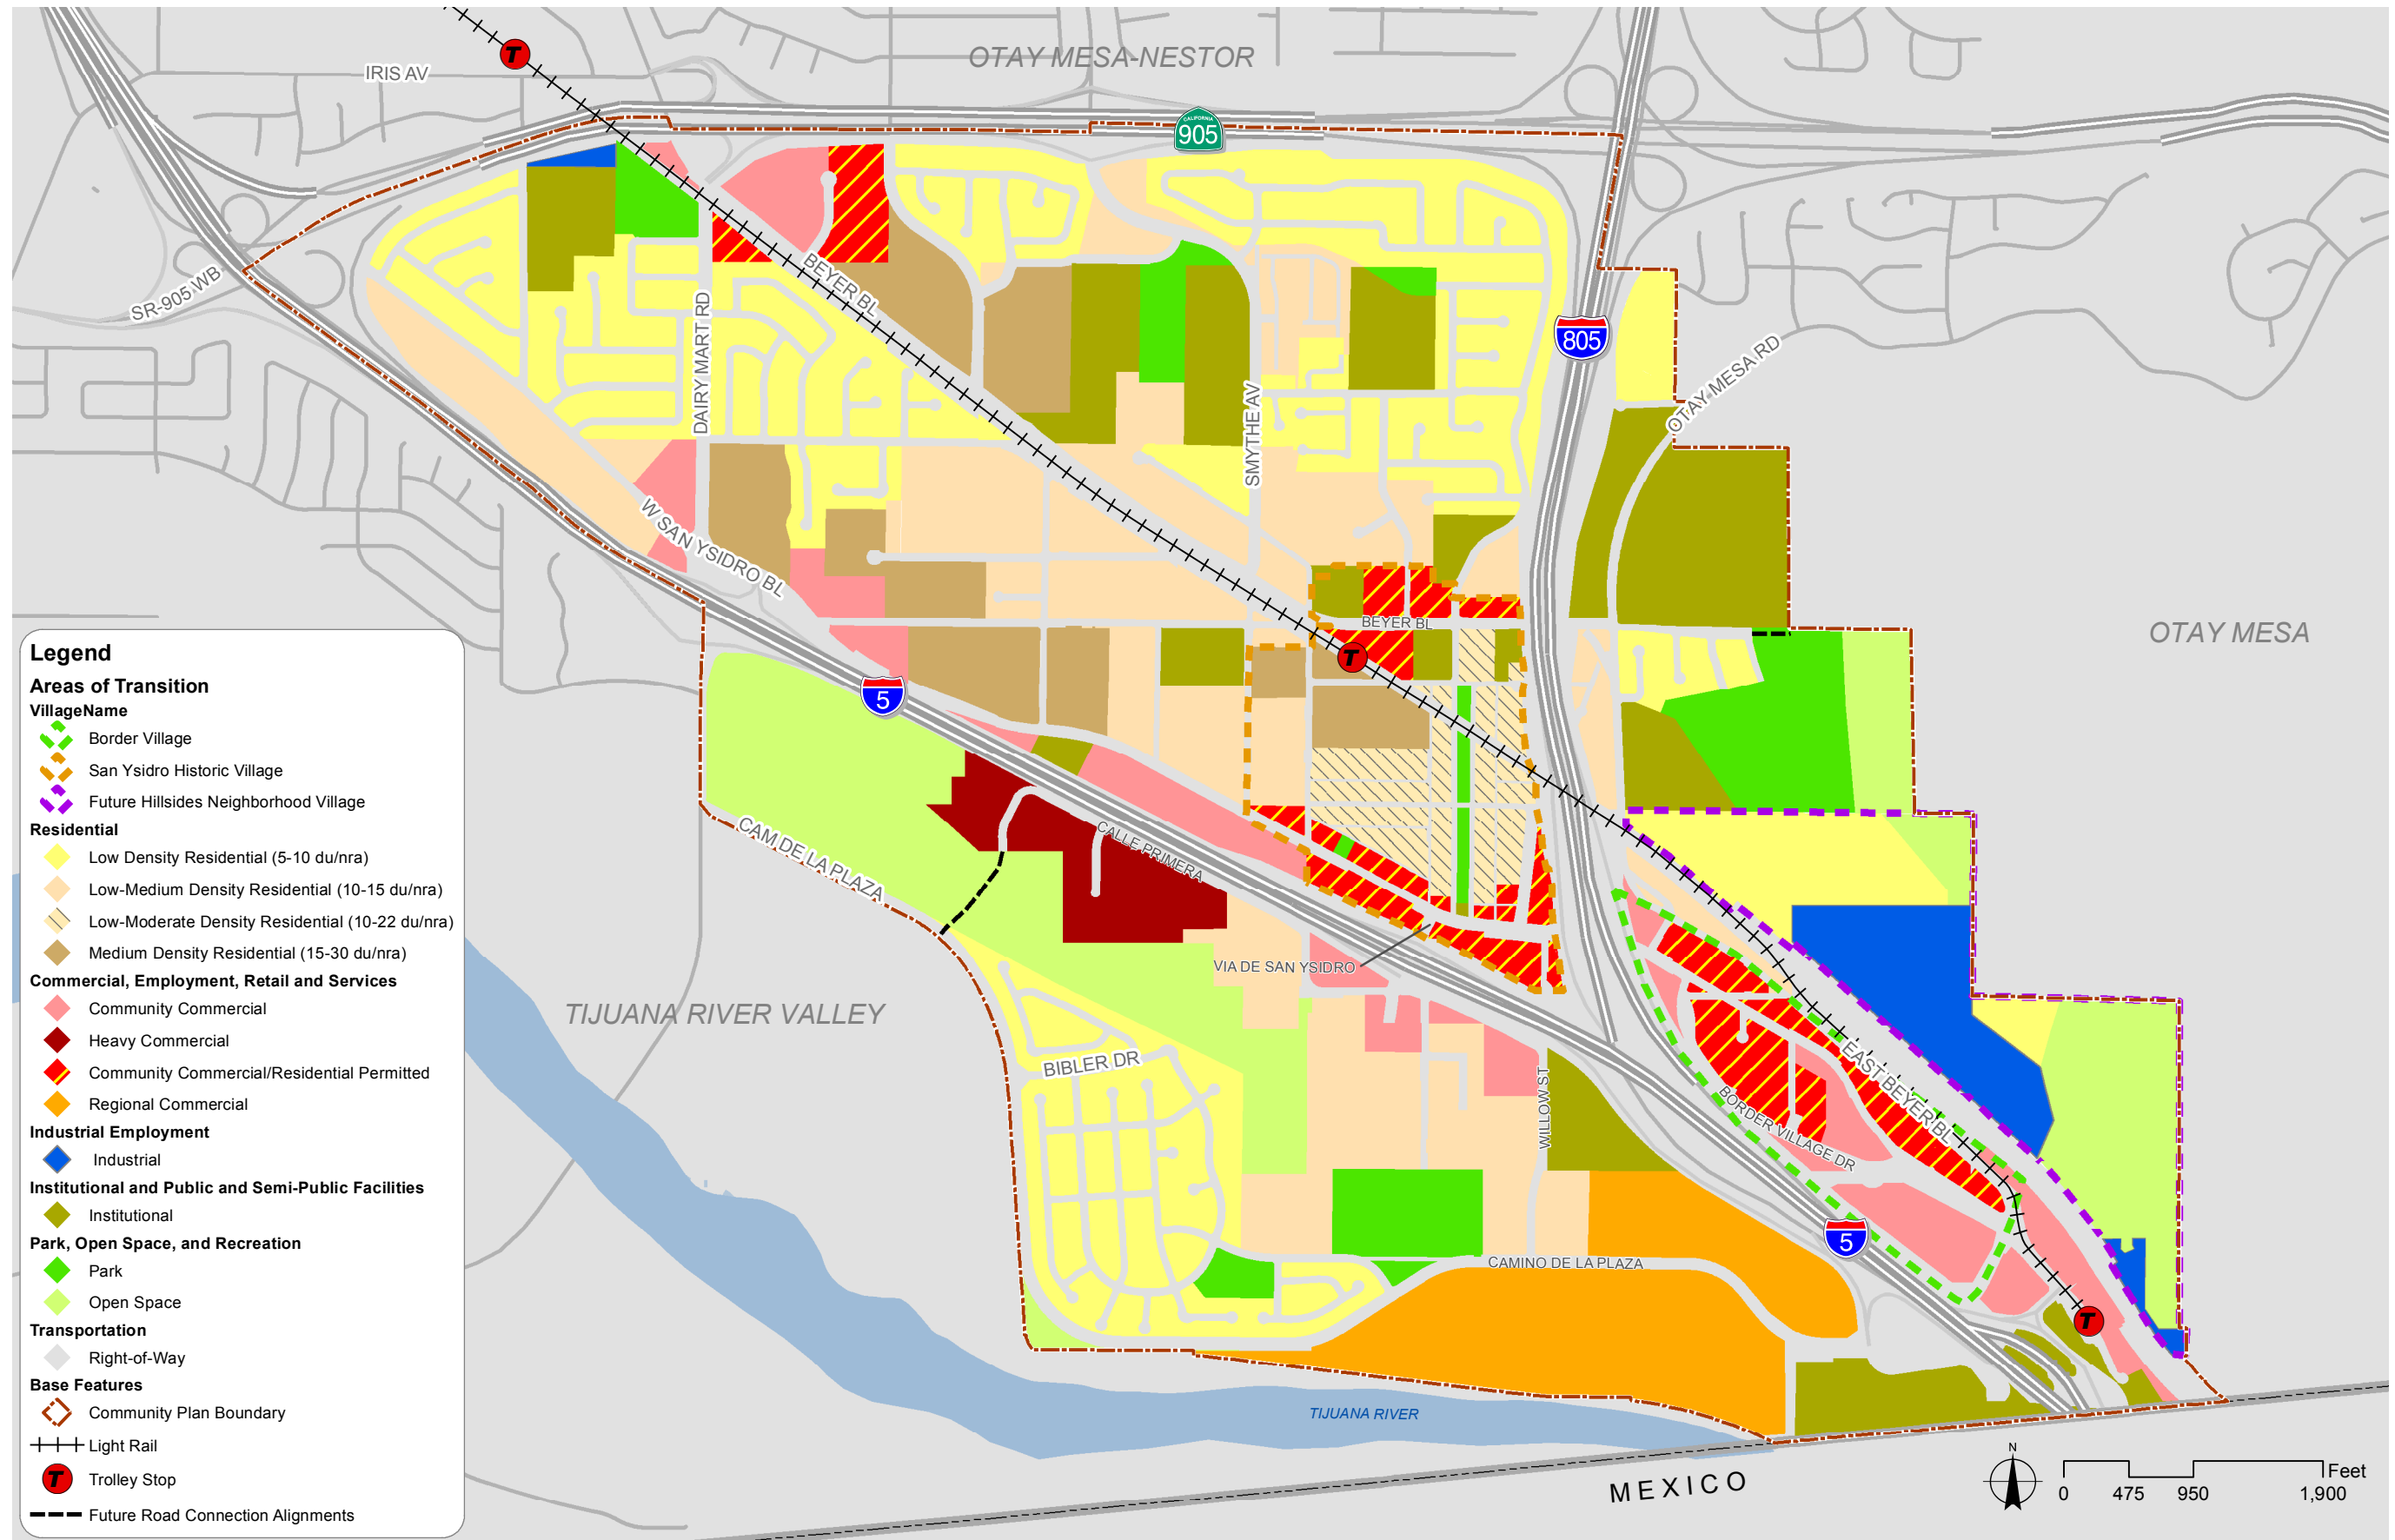 OTAY MESA-NESTOR
IRIS AV
T
CALIFORNIA
905
SR-905 WB
BEYER BL
DAIRY MART RD
805
OTAY MESA RD
SMYTHE AV
W SAN YSIDRO BL
BEYER BL
T
OTAY MESA
5
CAM DE LA PLAZA
CALLE PRIMERA
VIA DE SAN YSIDRO
TIJUANA RIVER VALLEY
BIBLER DR
WILLOW ST
EAST BEYER BL
BORDER VILLAGE DR
5
CAMINO DE LA PLAZA
T
TIJUANA RIVER
MEXICO
N
Feet
0 475 950 1,900
Legend
Areas of Transition
VillageName
Border Village
San Ysidro Historic Village
Future Hillsides Neighborhood Village
Residential
Low Density Residential (5-10 du/nra)
Low-Medium Density Residential (10-15 du/nra)
Low-Moderate Density Residential (10-22 du/nra)
Medium Density Residential (15-30 du/nra)
Commercial, Employment, Retail and Services
Community Commercial
Heavy Commercial
Community Commercial/Residential Permitted
Regional Commercial
Industrial Employment
Industrial
Institutional and Public and Semi-Public Facilities
Institutional
Park, Open Space, and Recreation
Park
Open Space
Transportation
Right-of-Way
Base Features
Community Plan Boundary
Light Rail
T Trolley Stop
Future Road Connection Alignments